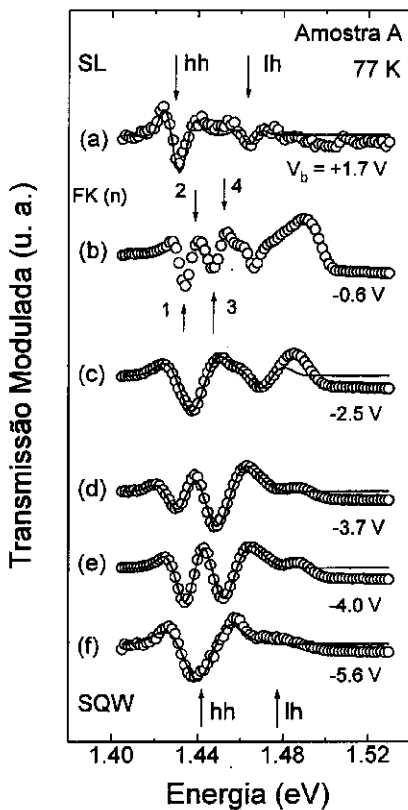 Amostra A
SL hh lh 77 K
(a)
V_b = +1.7 V
2 4
FK (n)
(b)
-0.6 V
1 3
(c)
-2.5 V
(d)
-3.7 V
(e)
-4.0 V
(f)
-5.6 V
SQW hh lh
1.40 1.44 1.48 1.52
Energia (eV)
Transmissão Modulada (u. a.)